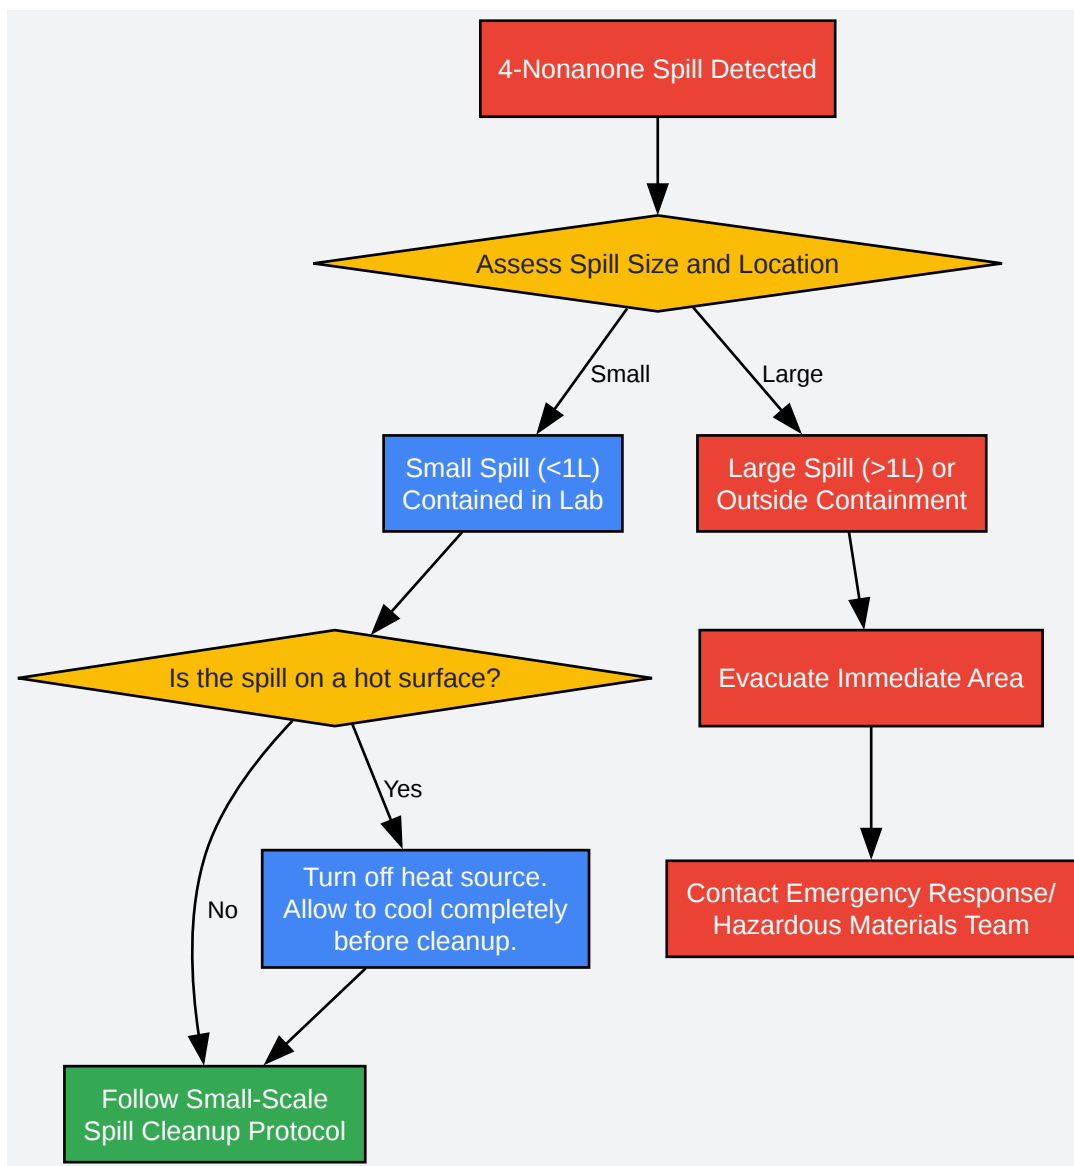 4-Nonanone Spill Detected
Assess Spill Size and Location
Small
Large
Small Spill (<1L)
Contained in Lab
Large Spill (>1L) or
Outside Containment
Is the spill on a hot surface?
Evacuate Immediate Area
Yes
No
Turn off heat source.
Allow to cool completely
before cleanup.
Contact Emergency Response/
Hazardous Materials Team
Follow Small-Scale
Spill Cleanup Protocol